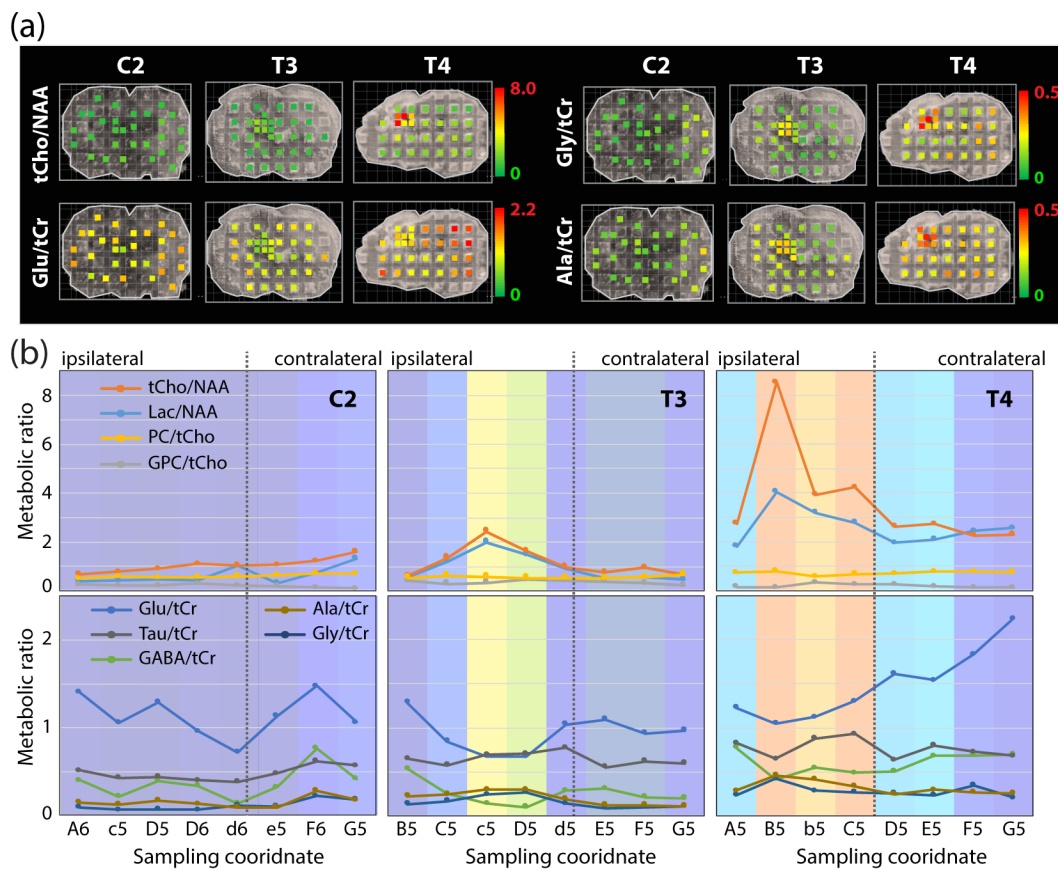 (a)
C2 T3 T4 C2 T3 T4
tCho/NAA 8.0 0 Gly/tCr 0.5 0
Glu/tCr 2.2 0 Ala/tCr 0.5 0
(b)
ipsilateral contralateral ipsilateral contralateral ipsilateral contralateral
C2 T3 T4
tCho/NAA
Lac/NAA
PC/tCho
GPC/tCho
Metabolic ratio
8
6
4
2
0
Glu/tCr Ala/tCr
Tau/tCr Gly/tCr
GABA/tCr
Metabolic ratio
2
1
0
A6 c5 D5 D6 d6 e5 F6 G5 B5 C5 c5 D5 d5 E5 F5 G5 A5 B5 b5 C5 D5 E5 F5 G5
Sampling cooridnate Sampling cooridnate Sampling cooridnate